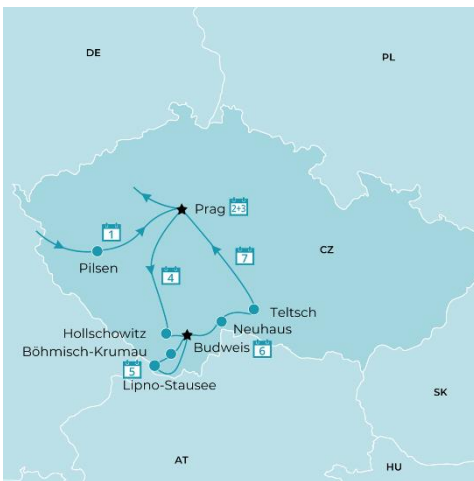 DE
PL
Prag
2+3
1
CZ
Pilsen
7
4
Teltsch
Hollschowitz
Neuhaus
Böhmisch-Krumau
Budweis
6
5
Lipno-Stausee
SK
AT
HU